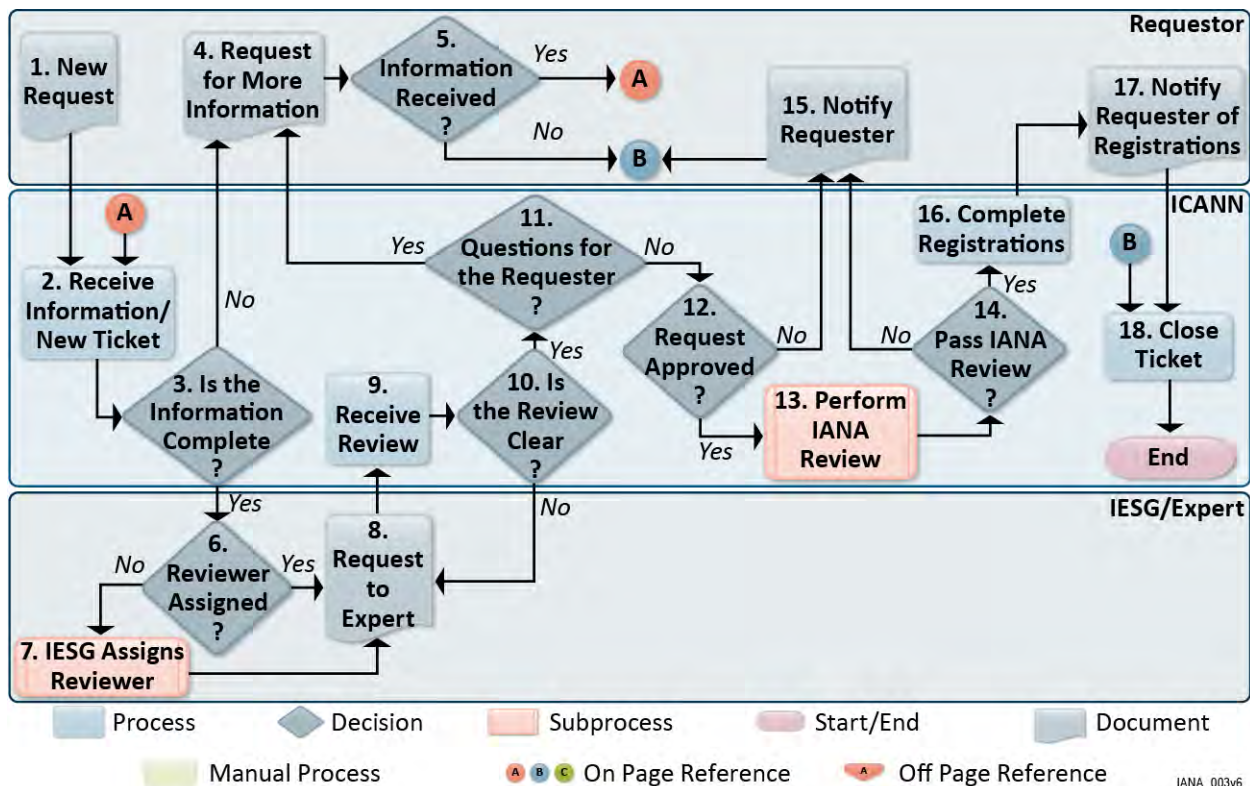 Requestor
1. New
Request
4. Request
for More
Information
5.
Information
Received
?
Yes
A
No
B
15. Notify
Requester
17. Notify
Requester of
Registrations
ICANN
A
2. Receive
Information/
New Ticket
No
3. Is the
Information
Complete
?
Yes
11.
Questions for
the Requester
?
Yes
No
9.
Receive
Review
10. Is
the Review
Clear
?
Yes
No
12.
Request
Approved
?
No
Yes
13. Perform
IANA
Review
14.
Pass IANA
Review
?
No
Yes
16. Complete
Registrations
B
18. Close
Ticket
End
IESG/Expert
6.
Reviewer
Assigned
?
No
Yes
7. IESG Assigns
Reviewer
8.
Request
to
Expert
Process
Decision
Subprocess
Start/End
Document
Manual Process
A B C On Page Reference
A Off Page Reference
IANA_003v6